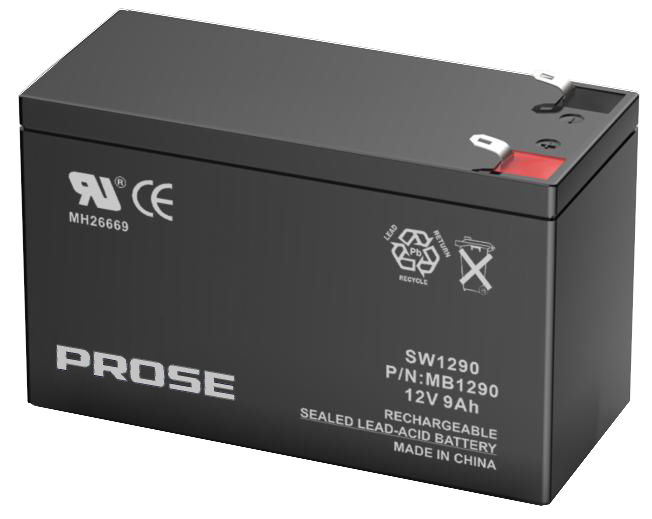 RU® CE
MH26669
LEAD RETURN
Pb
RECYCLE
PROSE
SW1290
P/N:MB1290
12V 9Ah
RECHARGEABLE
SEALED LEAD-ACID BATTERY
MADE IN CHINA